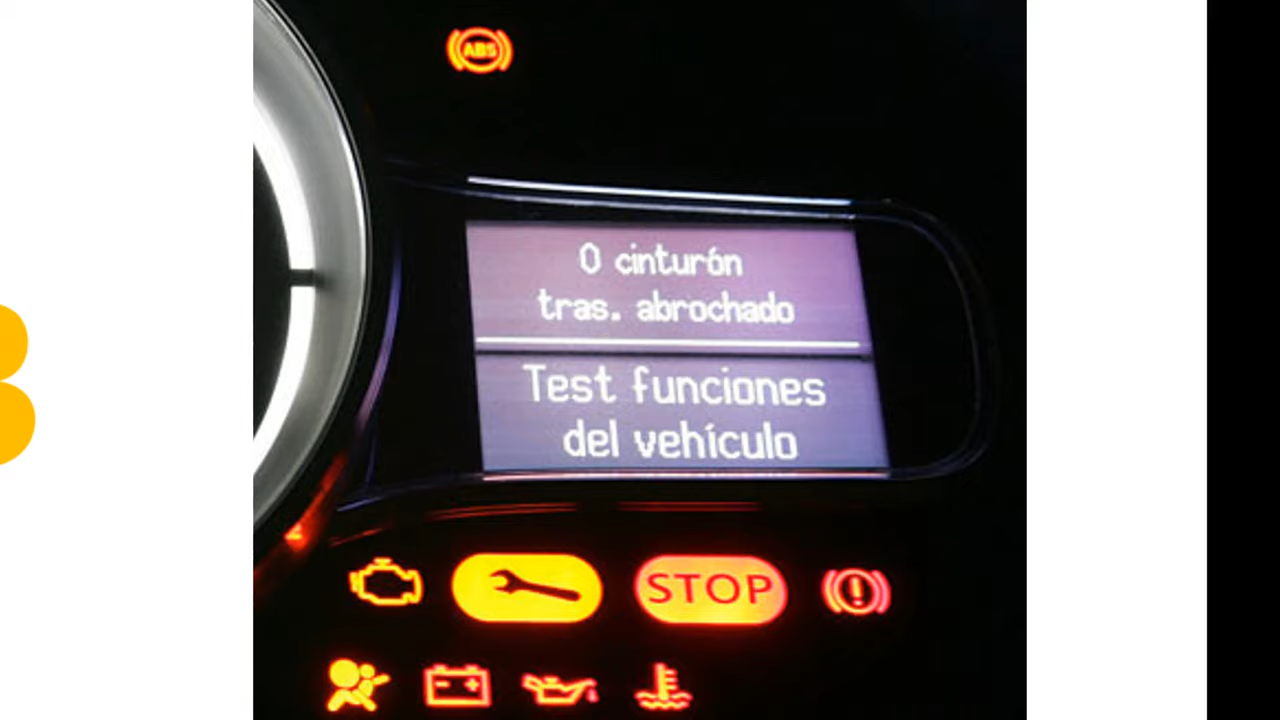 ABS
0 cinturón
tras. abrochado
Test funciones
del vehículo
STOP